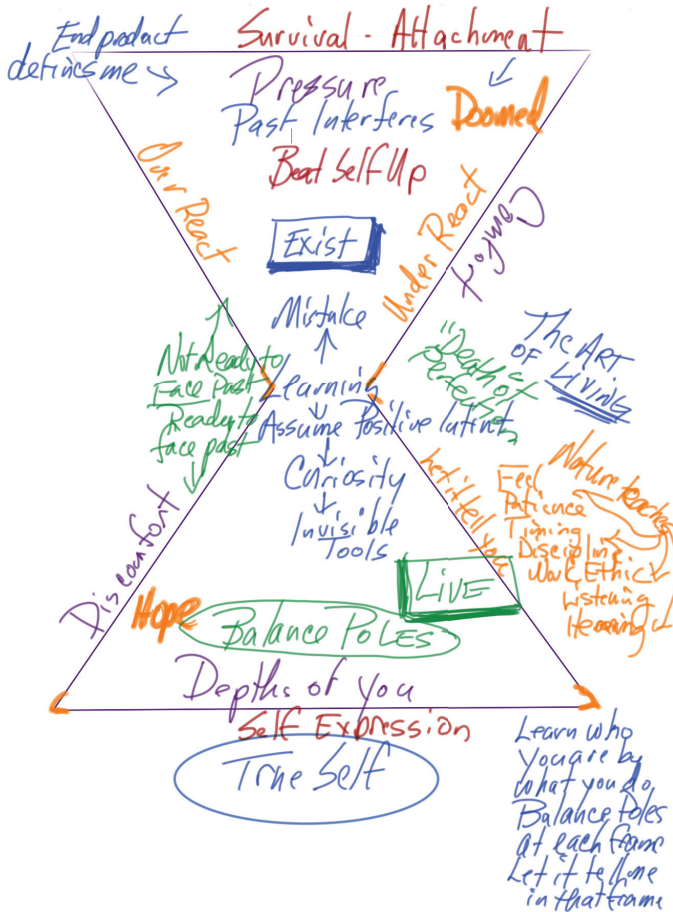 End product
defines me
Survival - Attachment
Pressure
Past Interferes
Doomed
Beat Self Up
Over React
Under React
Comfort
Exist
Mistake
Not Ready to
Face Past
Learning
"Death of
Perfection"
The ART
OF LIVING
Ready to
face past
Assume Positive Intent
Curiosity
Invisible
Tools
Let it tell you
Nature teaches
Feel
Patience
Timing
Discipline
Work Ethic
Listening
Hearing
Discomfort
LIVE
Hope
Balance POLES
Depths of you
Self Expression
True Self
Learn who
you are by
what you do
Balance Poles
at each frame
Let it tell me
in that frame